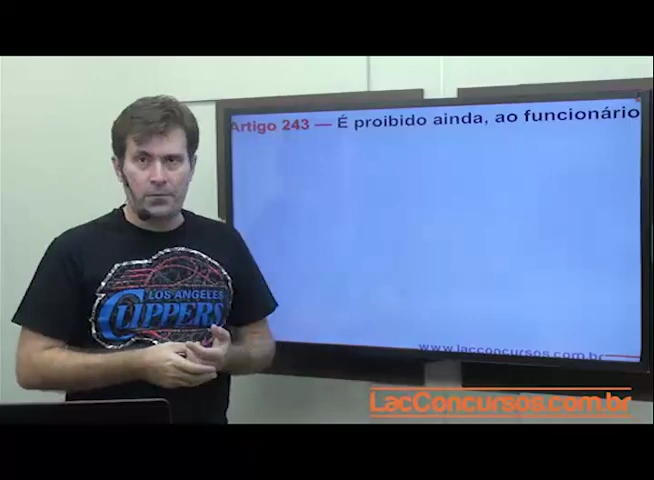 Artigo 243 — É proibido ainda, ao funcionário
LOS ANGELES
CLIPPERS
www.lacconcursos.com.br
LacConcursos.com.br